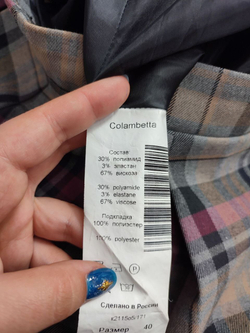 Colambetta
Состав
30% полиамид
3% эластан
67% вискоза
30% polyamide
3% elastane
67% viscose
Подкладка
100% полиэстер
100% polyester
P
Сделано в России
Размер 40